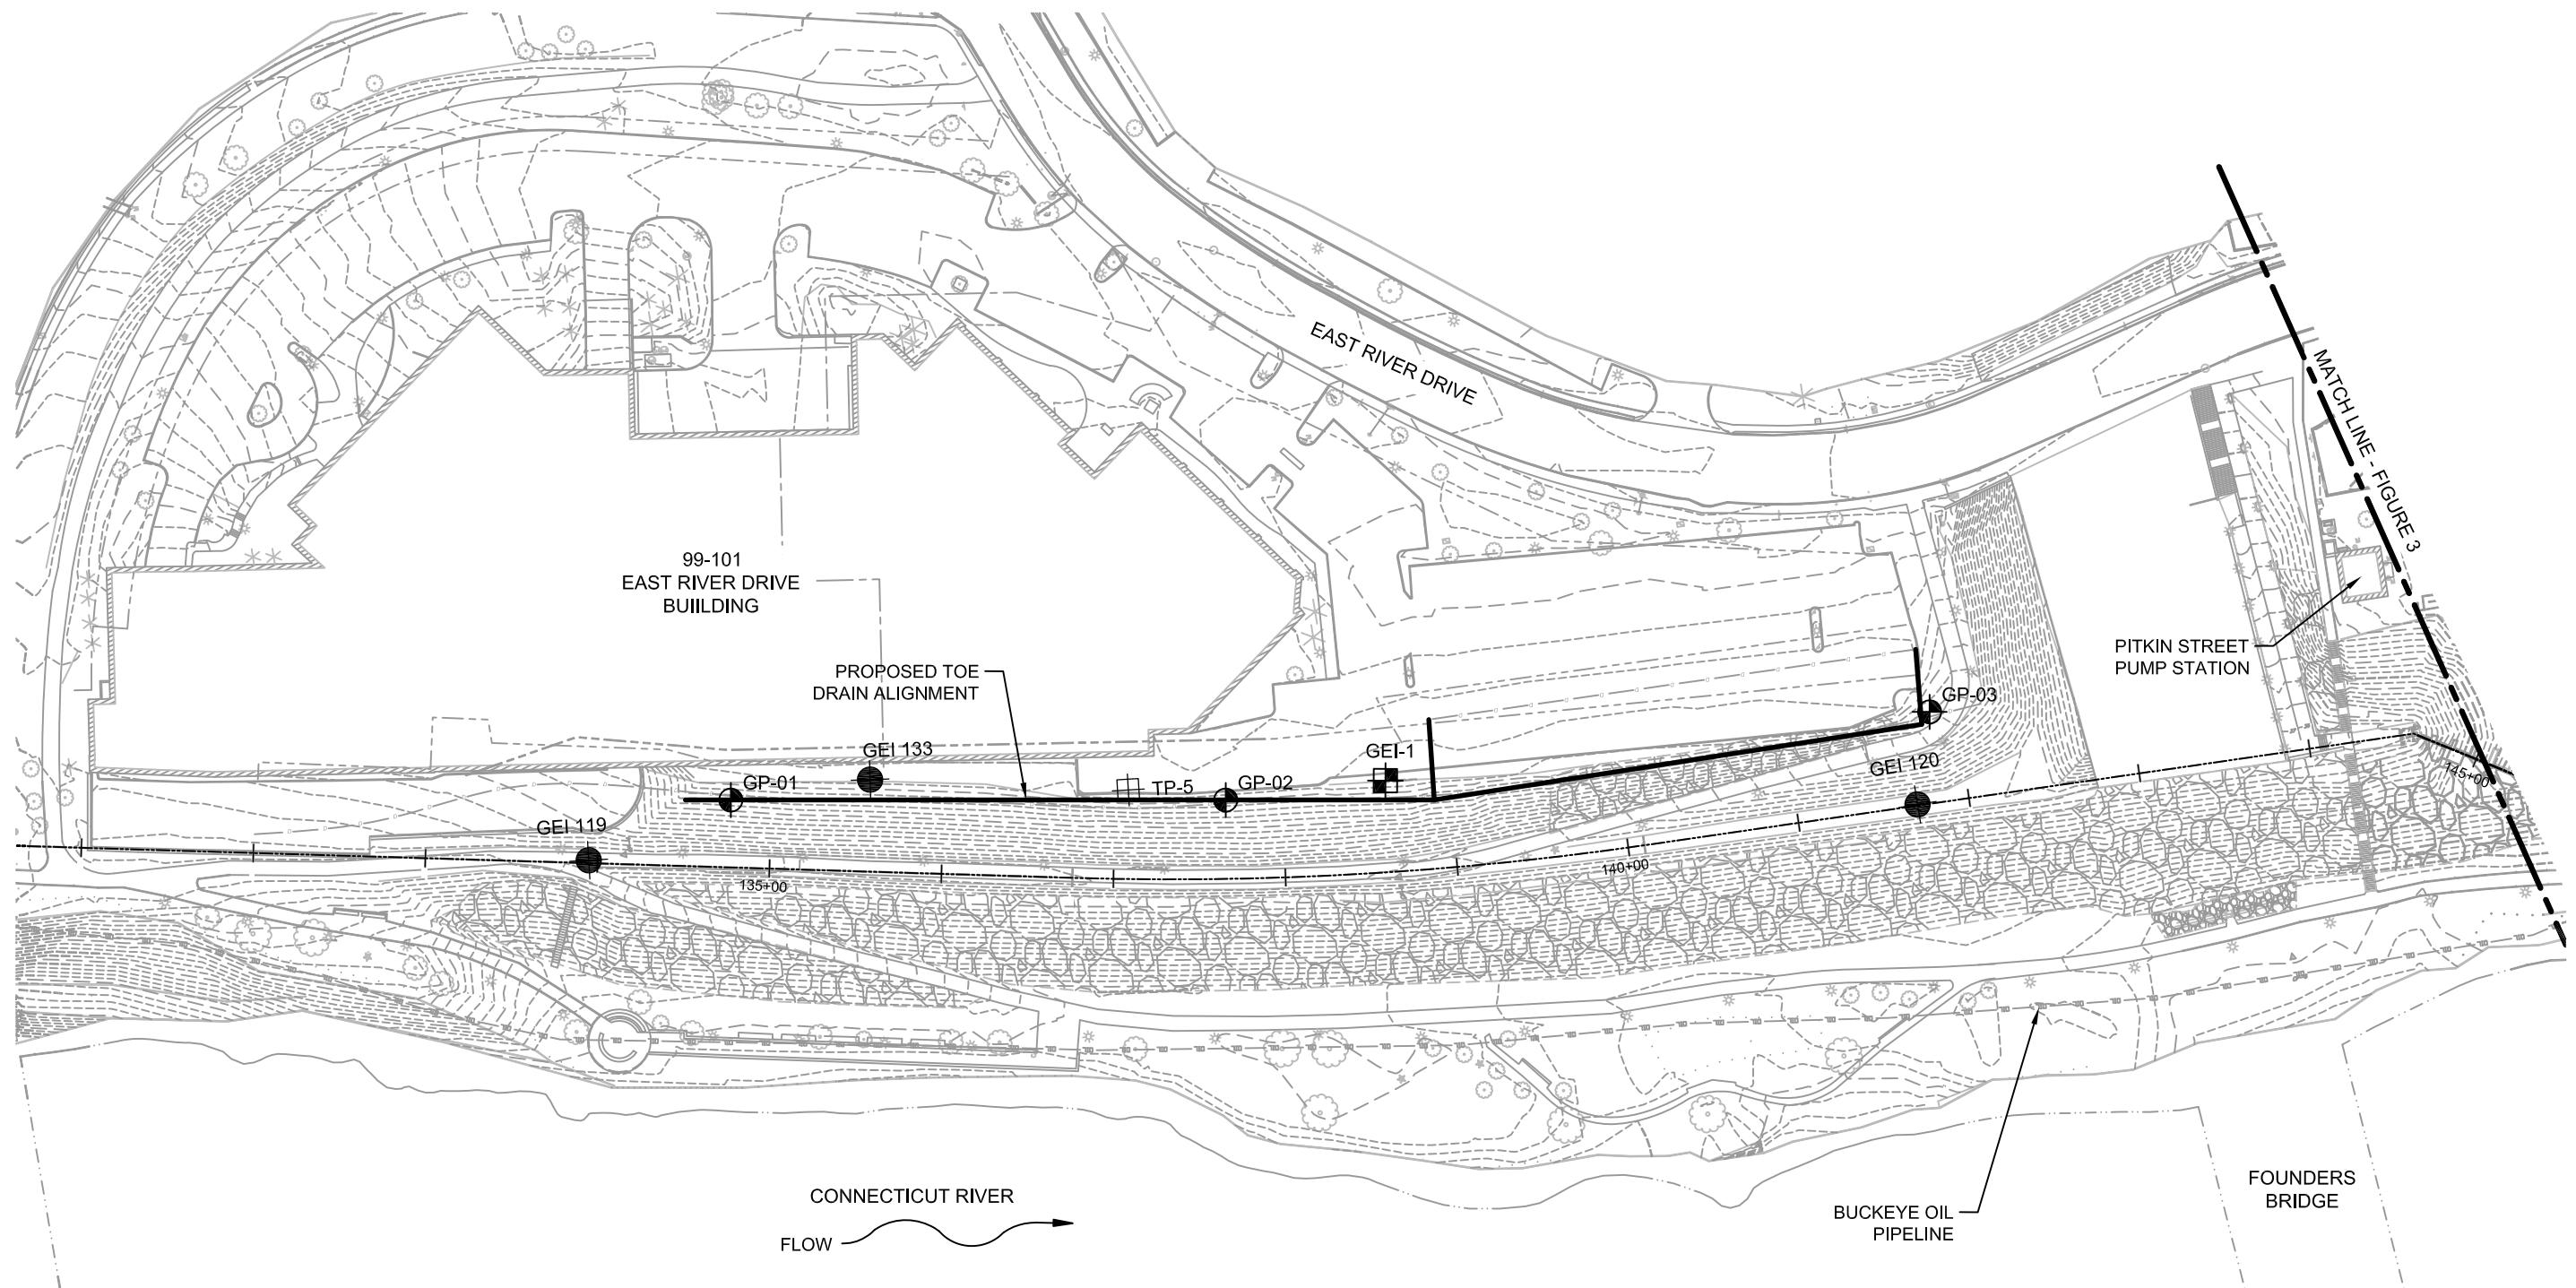 EAST RIVER DRIVE
MATCH LINE - FIGURE 3
99-101
EAST RIVER DRIVE
BUIILDING
PITKIN STREET
PUMP STATION
PROPOSED TOE
DRAIN ALIGNMENT
GP-03
GEI 133
GEI-1
GEI 120
GP-01
TP-5
GP-02
145+00
GEI 119
135+00
140+00
CONNECTICUT RIVER
FLOW
BUCKEYE OIL
PIPELINE
FOUNDERS
BRIDGE